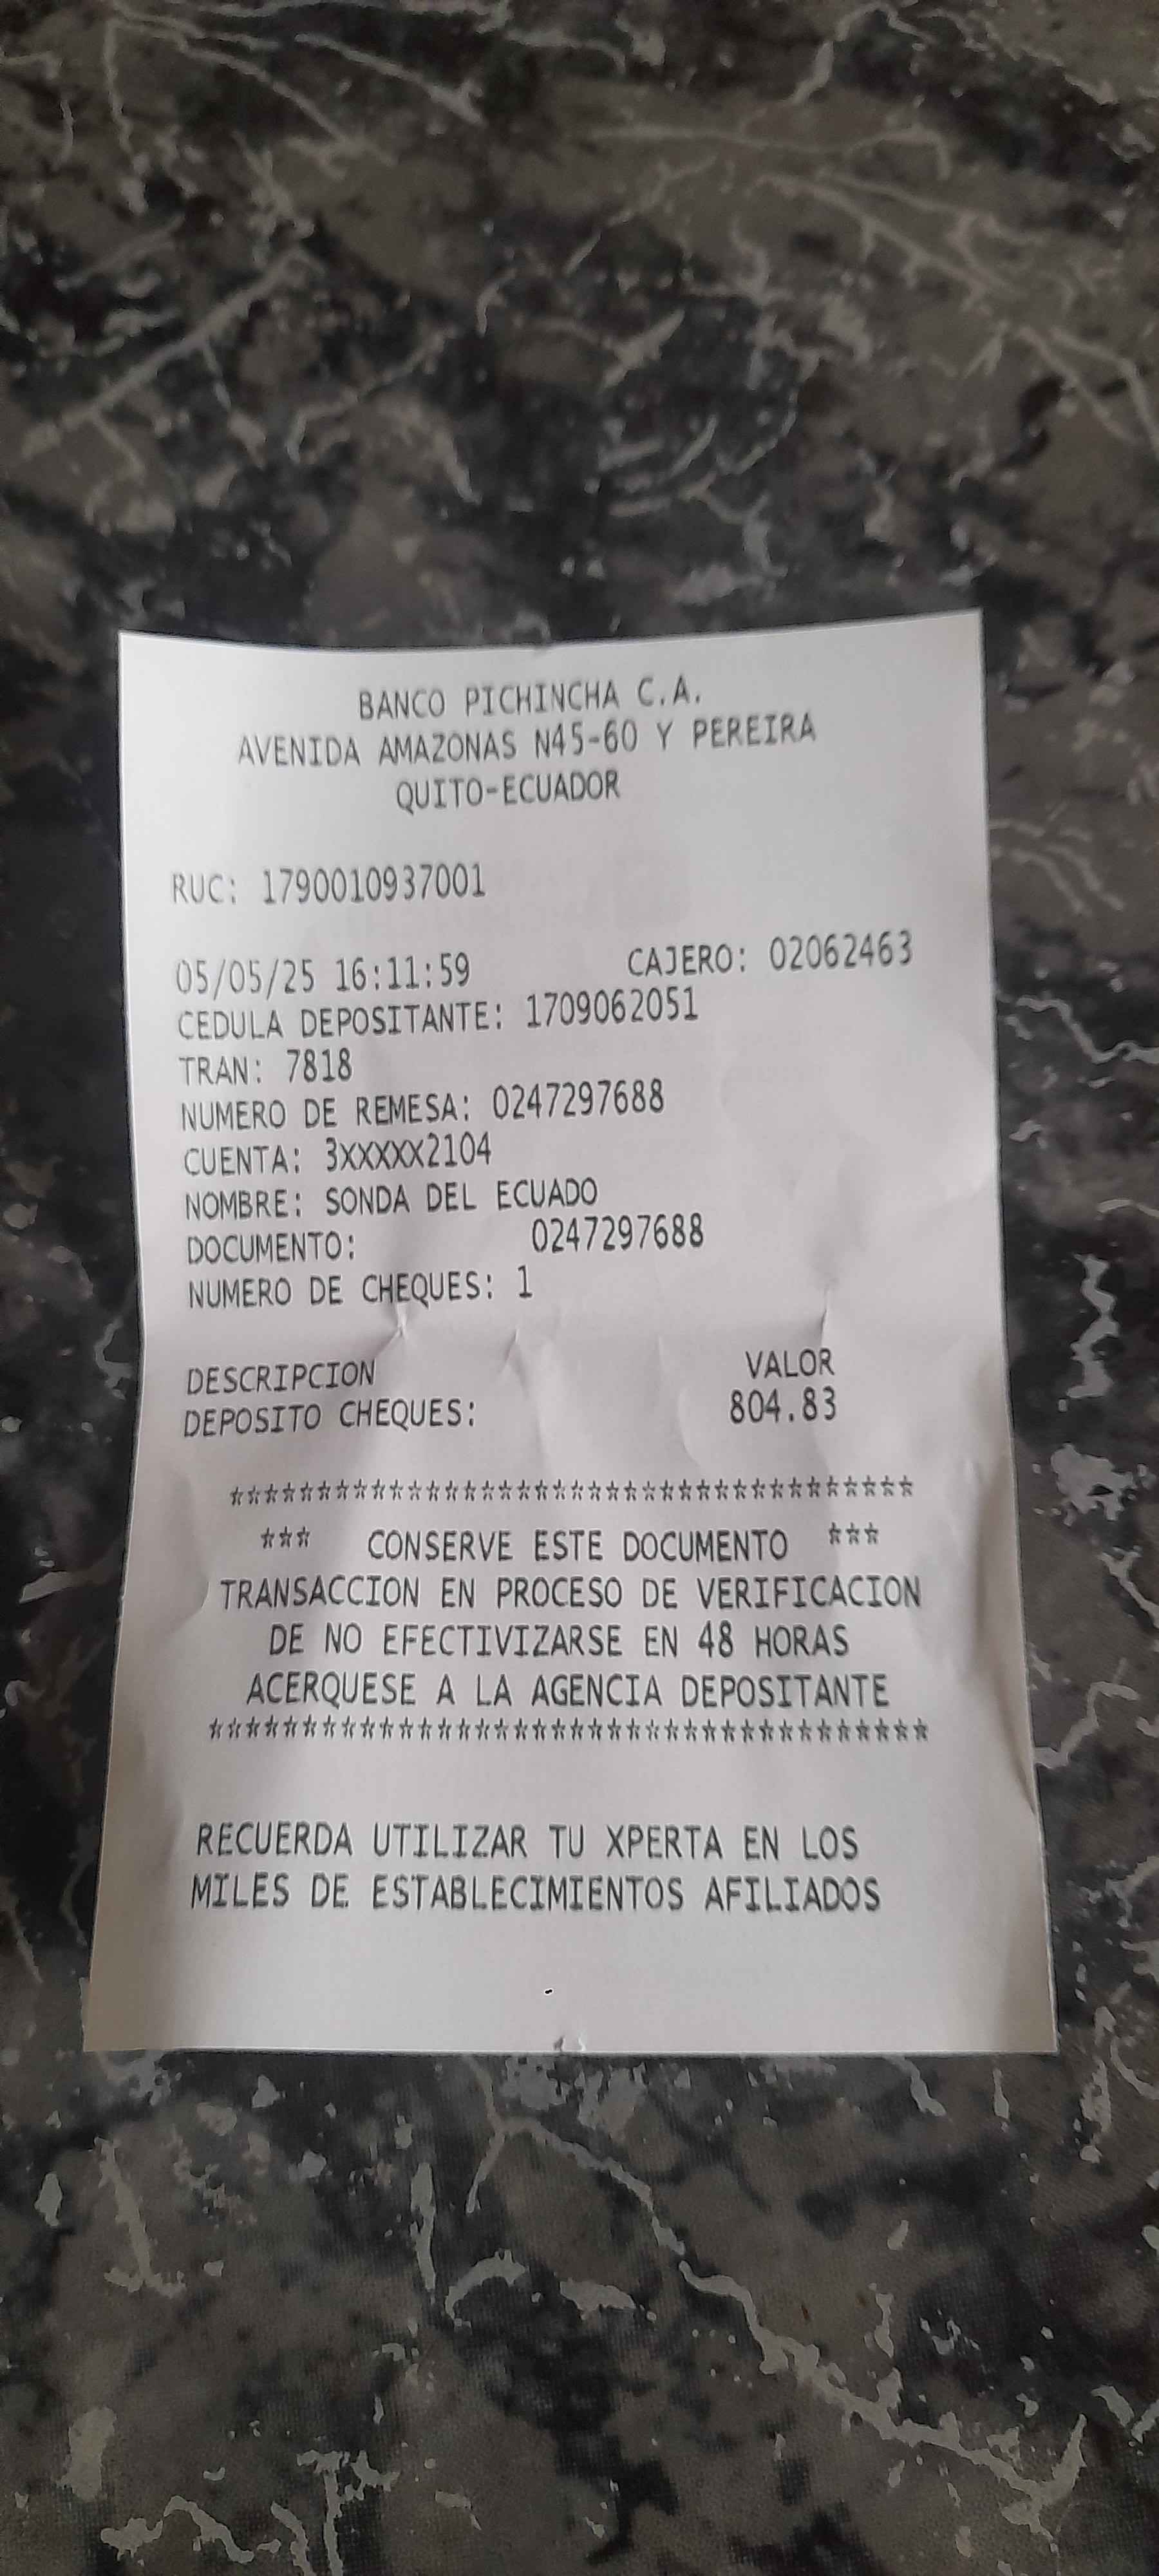 BANCO PICHINCHA C.A.
AVENIDA AMAZONAS N45-60 Y PEREIRA
QUITO-ECUADOR
RUC: 1790010937001
05/05/25 16:11:59 CAJERO: 02062463
CEDULA DEPOSITANTE: 1709062051
TRAN: 7818
NUMERO DE REMESA: 0247297688
CUENTA: 3XXXXX2104
NOMBRE: SONDA DEL ECUADO
DOCUMENTO: 0247297688
NUMERO DE CHEQUES: 1
DESCRIPCION VALOR
DEPOSITO CHEQUES: 804.83
***************************************
*** CONSERVE ESTE DOCUMENTO ***
TRANSACCION EN PROCESO DE VERIFICACION
DE NO EFECTIVIZARSE EN 48 HORAS
ACERQUESE A LA AGENCIA DEPOSITANTE
***************************************
RECUERDA UTILIZAR TU XPERTA EN LOS
MILES DE ESTABLECIMIENTOS AFILIADOS